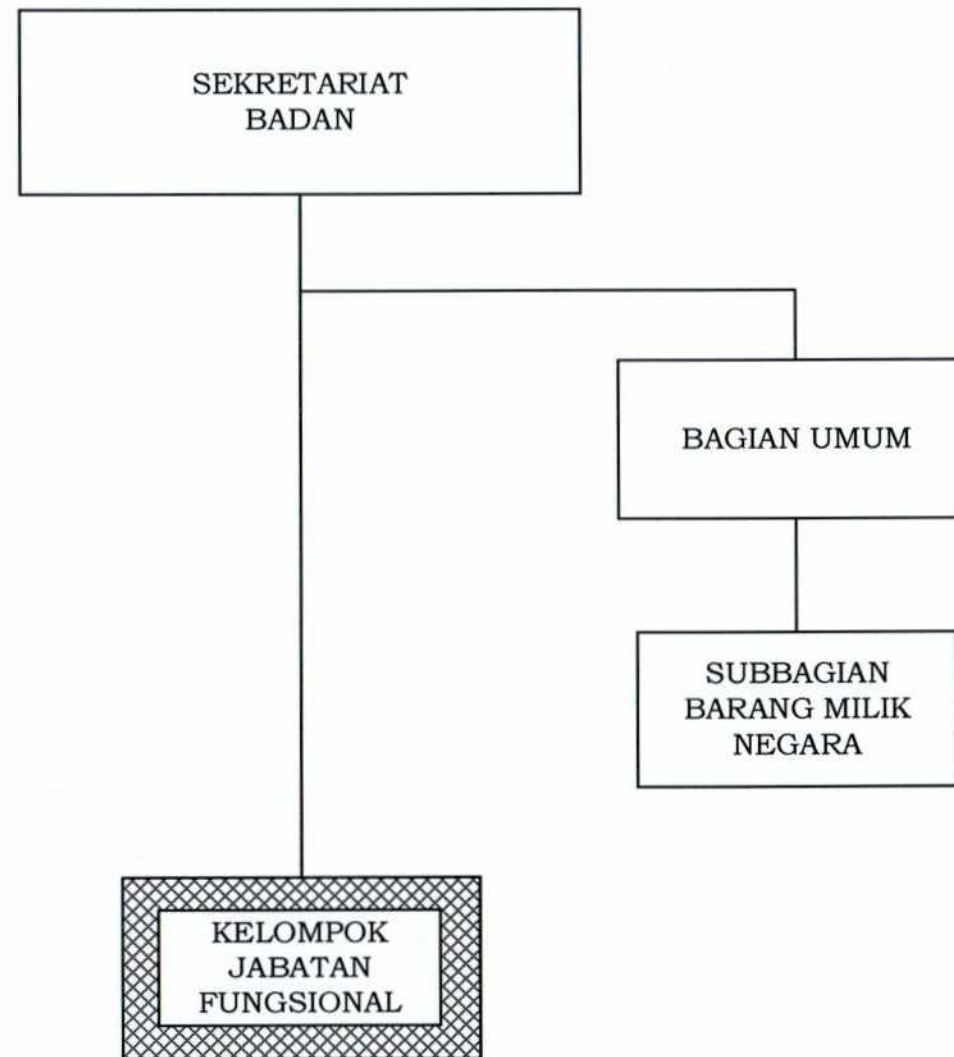 SEKRETARIAT
BADAN
BAGIAN UMUM
SUBBAGIAN
BARANG MILIK
NEGARA
KELOMPOK
JABATAN
FUNGSIONAL